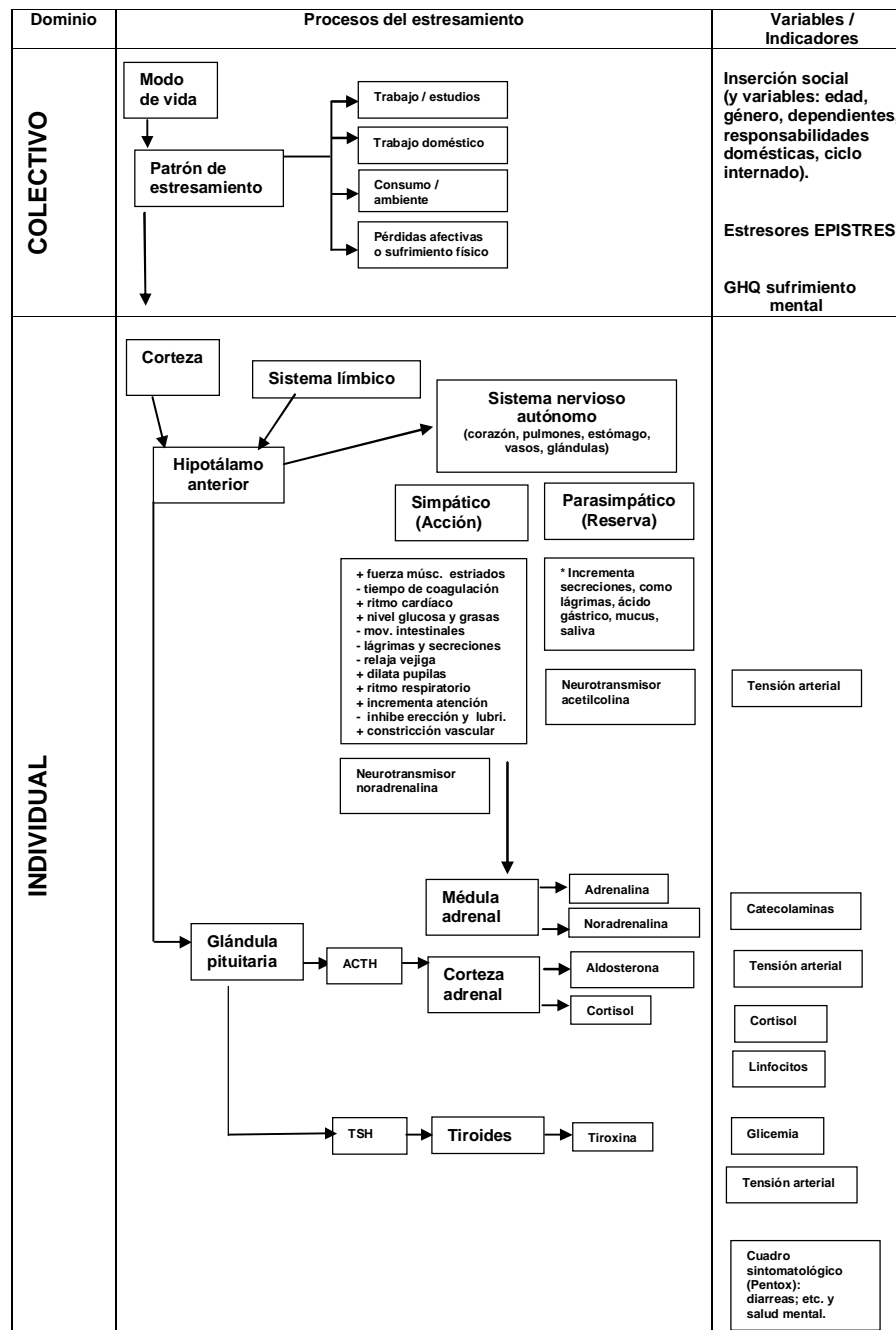 Dominio
Procesos del estresamiento
Variables /
Indicadores
COLECTIVO
Modo
de vida
Patrón de
estresamiento
Trabajo / estudios
Trabajo doméstico
Consumo /
ambiente
Pérdidas afectivas
o sufrimiento físico
Inserción social
(y variables: edad,
género, dependientes,
responsabilidades
domésticas, ciclo
internado).
Estresores EPISTRES
GHQ sufrimiento
mental
INDIVIDUAL
Corteza
Sistema límbico
Hipotálamo
anterior
Sistema nervioso
autónomo
(corazón, pulmones, estómago,
vasos, glándulas)
Simpático
(Acción)
Parasimpático
(Reserva)
+ fuerza músc. estriados
- tiempo de coagulación
+ ritmo cardíaco
+ nivel glucosa y grasas
- mov. intestinales
- lágrimas y secreciones
- relaja vejiga
+ dilata pupilas
+ ritmo respiratorio
+ incrementa atención
- inhibe erección y lubri.
+ constricción vascular
* Incrementa
secreciones, como
lágrimas, ácido
gástrico, mucus,
saliva
Neurotransmisor
acetilcolina
Tensión arterial
Neurotransmisor
noradrenalina
Médula
adrenal
Adrenalina
Noradrenalina
Catecolaminas
Glándula
pituitaria
ACTH
Corteza
adrenal
Aldosterona
Cortisol
Tensión arterial
Cortisol
Linfocitos
TSH
Tiroides
Tiroxina
Glicemia
Tensión arterial
Cuadro
sintomatológico
(Pentox):
diarreas; etc. y
salud mental.